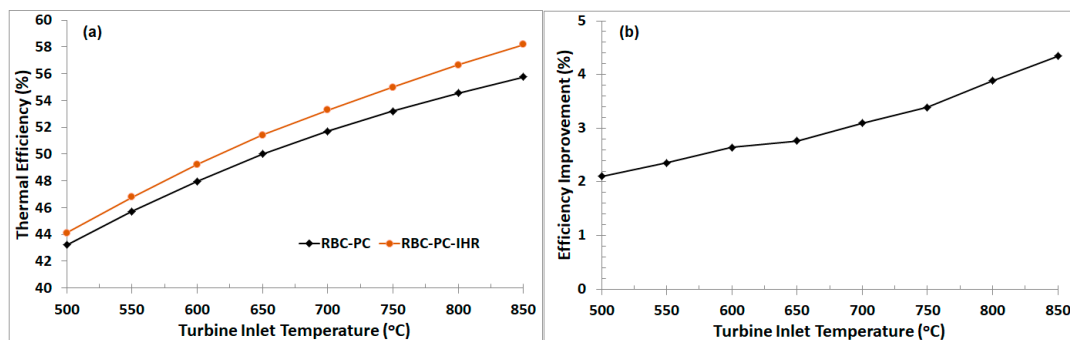 (a)
Thermal Efficiency (%)
60
58
56
54
52
50
48
46
44
42
40
RBC-PC
RBC-PC-IHR
500 550 600 650 700 750 800 850
Turbine Inlet Temperature (°C)
(b)
Efficiency Improvement (%)
5
4
3
2
1
0
500 550 600 650 700 750 800 850
Turbine Inlet Temperature (°C)